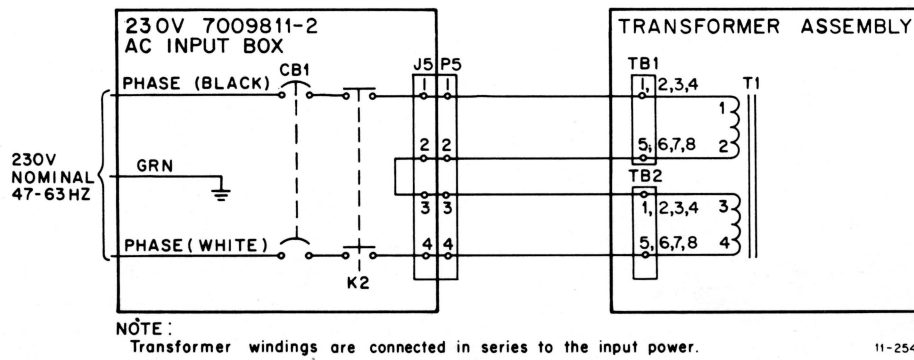 230V 7009811-2
AC INPUT BOX
TRANSFORMER ASSEMBLY
PHASE (BLACK)
CB1
J5 P5
TB1
T1
1 1
1, 2,3,4
1
2 2
5, 6,7,8
2
230V
NOMINAL
47-63HZ
GRN
TB2
3 3
1, 2,3,4
3
PHASE (WHITE)
4 4
5, 6,7,8
4
K2
NOTE:
Transformer windings are connected in series to the input power.
11-254